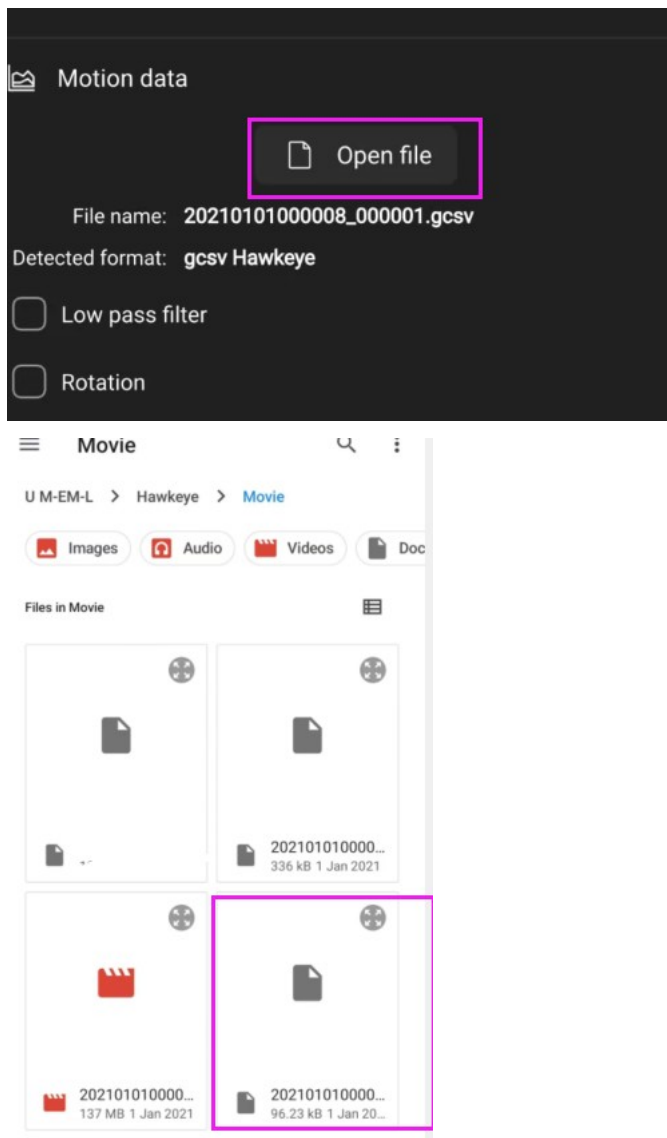 Motion data
Open file
File name: 20210101000008_000001.gcsv
Detected format: gcsv Hawkeye
Low pass filter
Rotation
Movie
U M-EM-L > Hawkeye > Movie
Images Audio Videos Doc
Files in Movie
202101010000...
336 kB 1 Jan 2021
202101010000... 202101010000...
137 MB 1 Jan 2021 96.23 kB 1 Jan 20...